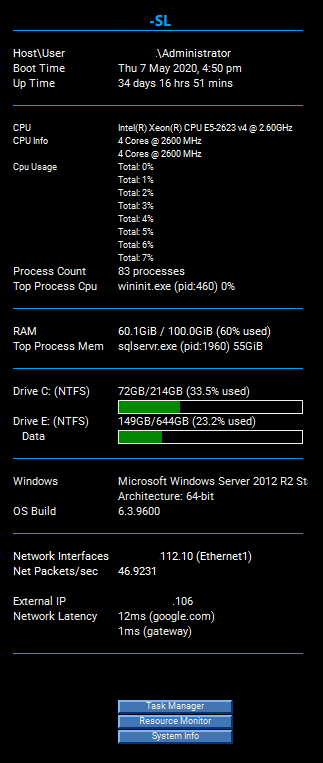 -SL
Host\User .\Administrator
Boot Time Thu 7 May 2020, 4:50 pm
Up Time 34 days 16 hrs 51 mins
CPU Intel(R) Xeon(R) CPU E5-2623 v4 @ 2.60GHz
CPU Info 4 Cores @ 2600 MHz
4 Cores @ 2600 MHz
Cpu Usage Total: 0%
Total: 1%
Total: 2%
Total: 3%
Total: 4%
Total: 5%
Total: 6%
Total: 7%
Process Count 83 processes
Top Process Cpu wininit.exe (pid:460) 0%
RAM 60.1GiB / 100.0GiB (60% used)
Top Process Mem sqlservr.exe (pid:1960) 55GiB
Drive C: (NTFS) 72GB/214GB (33.5% used)
Drive E: (NTFS) 149GB/644GB (23.2% used)
Data
Windows Microsoft Windows Server 2012 R2 Sta
Architecture: 64-bit
OS Build 6.3.9600
Network Interfaces 112.10 (Ethernet1)
Net Packets/sec 46.9231
External IP .106
Network Latency 12ms (google.com)
1ms (gateway)
Task Manager
Resource Monitor
System Info